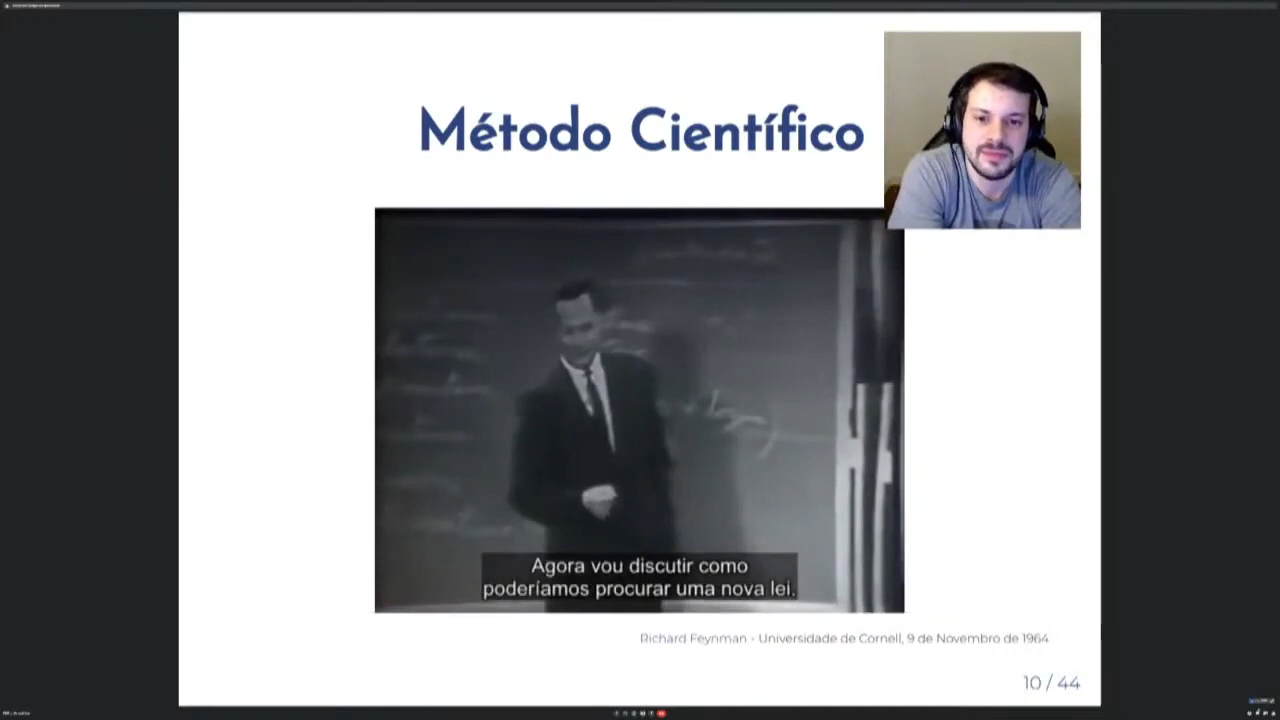 Método Científico
Agora vou discutir como
poderíamos procurar uma nova lei.
Richard Feynman - Universidade de Cornell, 9 de Novembro de 1964
10 / 44